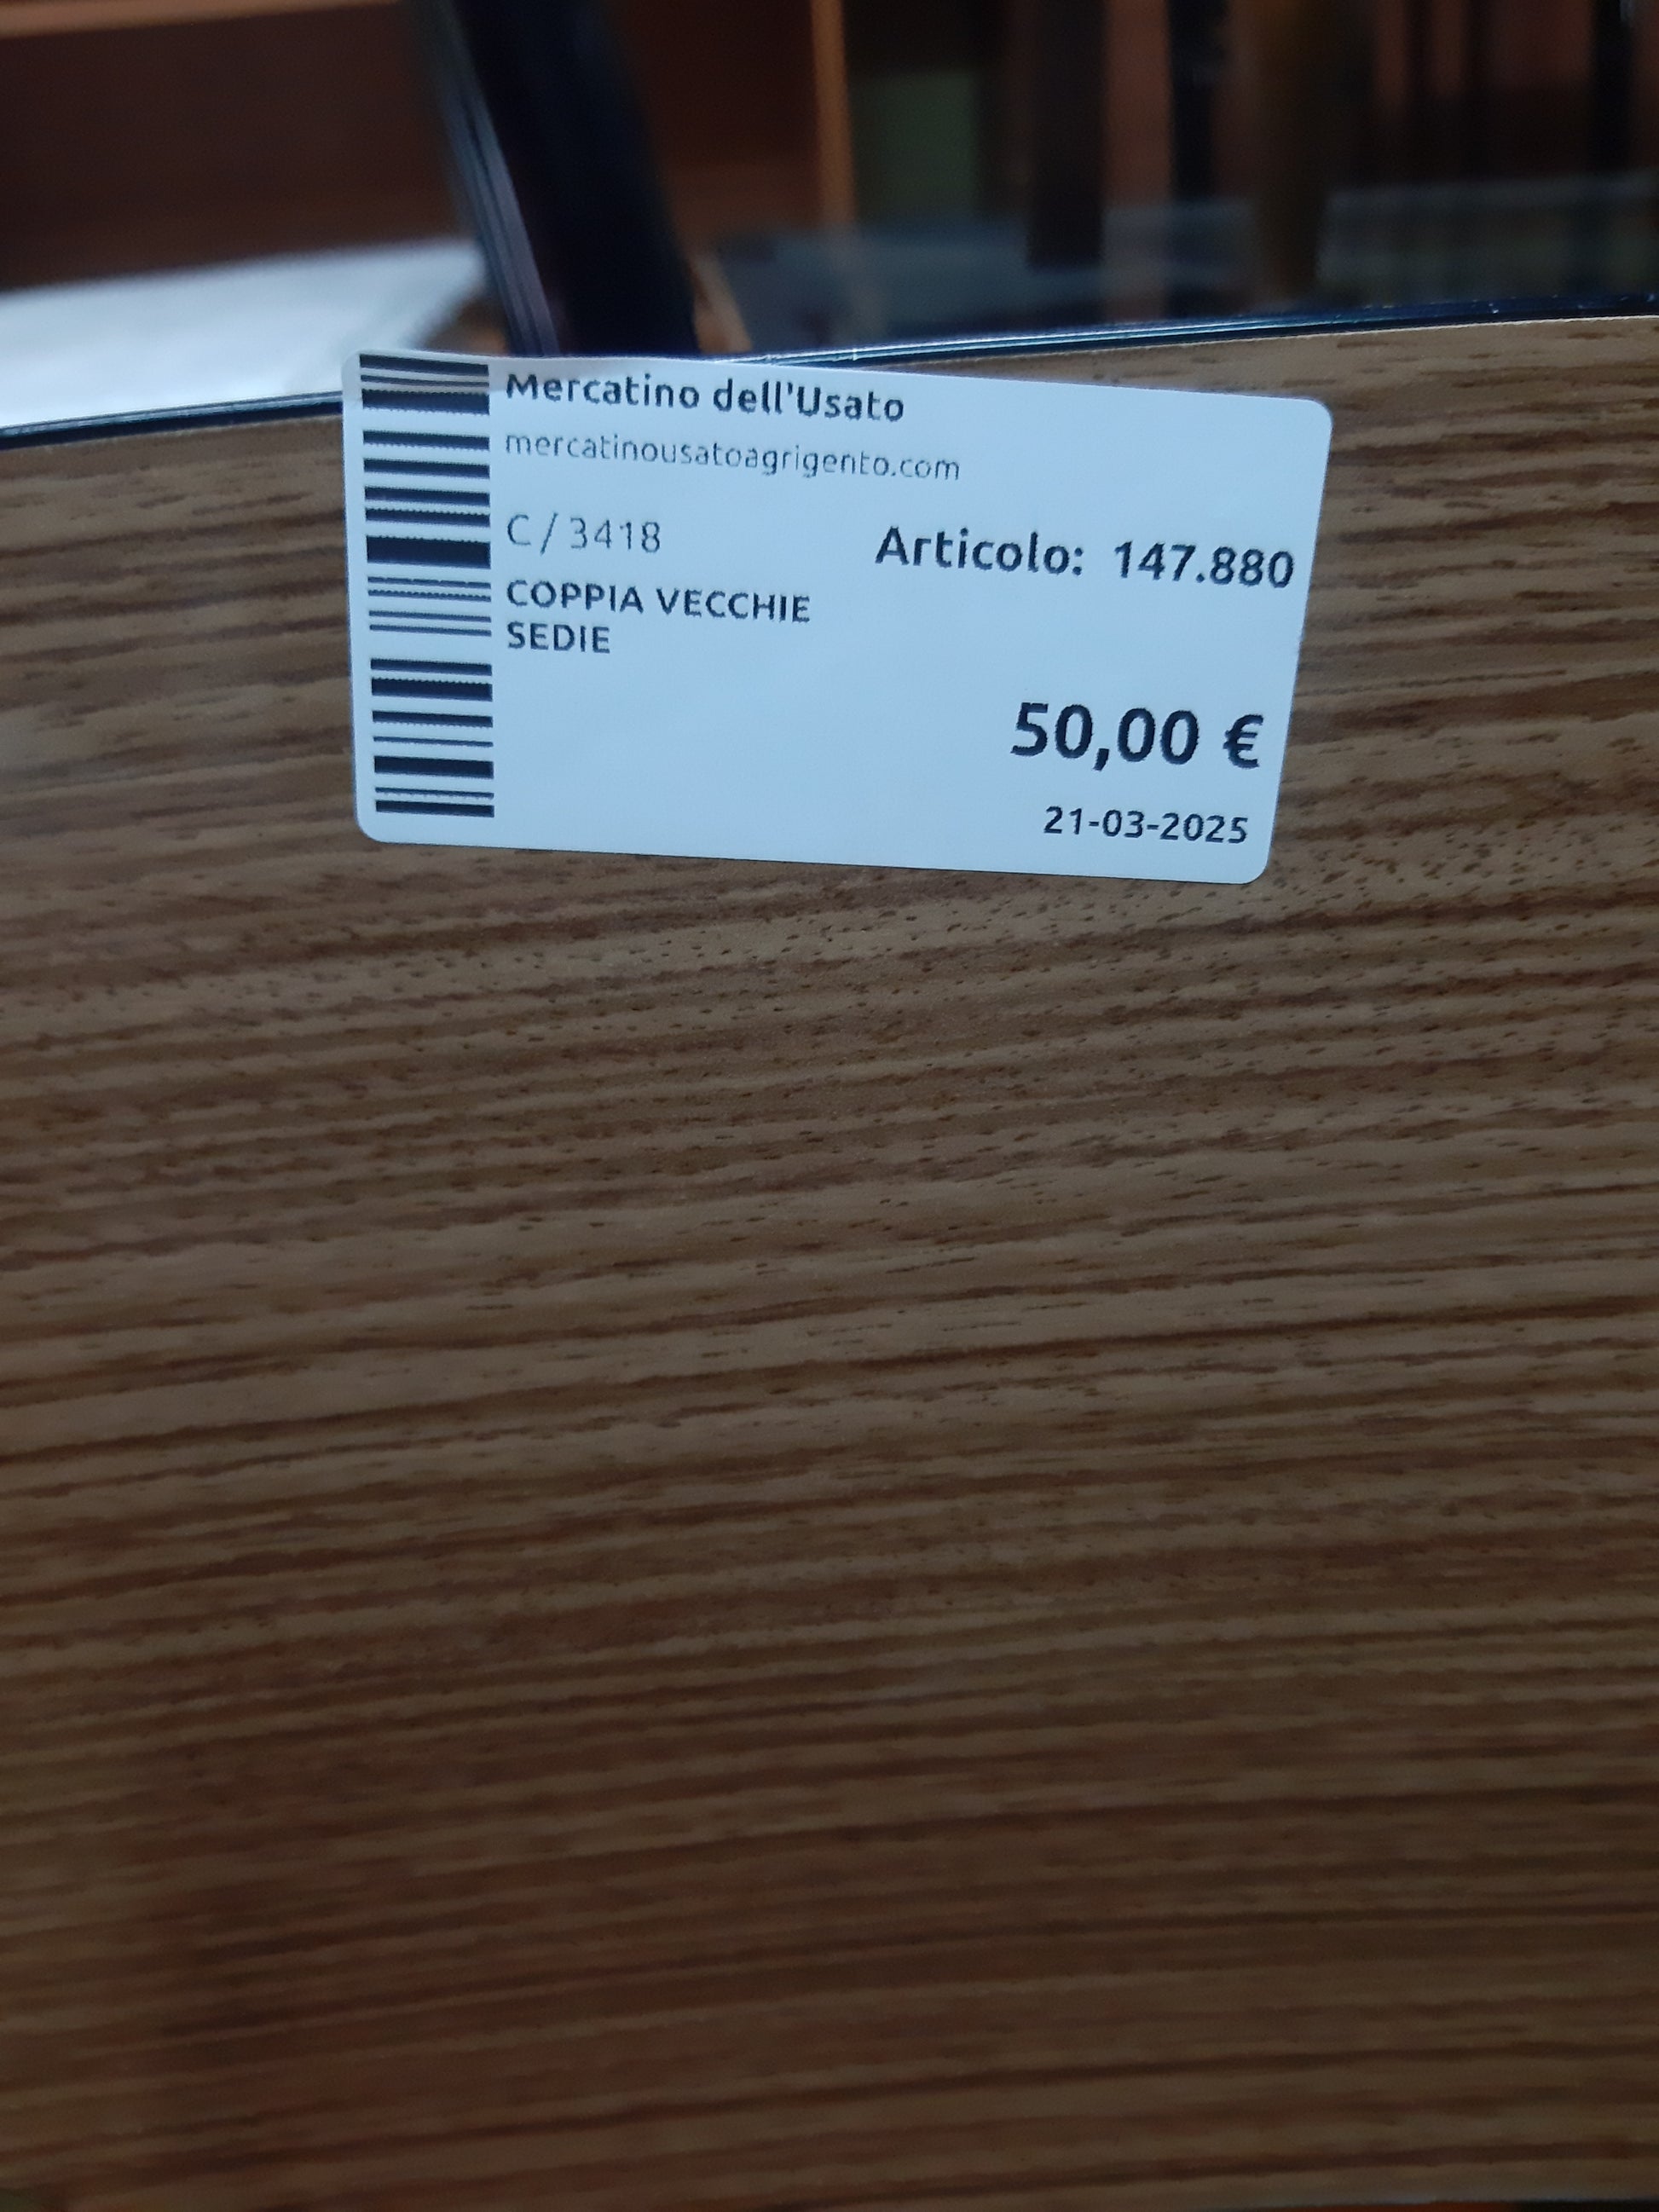 Mercatino dell'Usato
mercatinousatoagrigento.com
C / 3418
Articolo: 147.880
COPPIA VECCHIE
SEDIE
50,00 €
21-03-2025